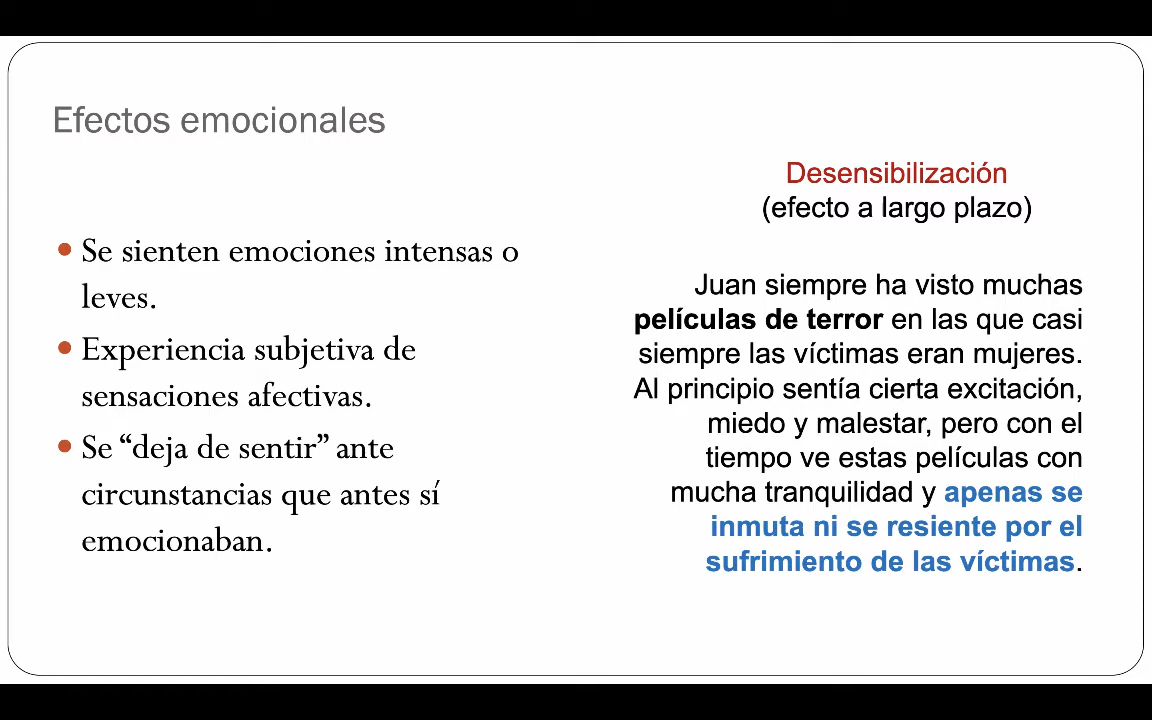 Efectos emocionales
Se sienten emociones intensas o
leves.
Experiencia subjetiva de
sensaciones afectivas.
Se “deja de sentir” ante
circunstancias que antes sí
emocionaban.
Desensibilización
(efecto a largo plazo)
Juan siempre ha visto muchas
películas de terror en las que casi
siempre las víctimas eran mujeres.
Al principio sentía cierta excitación,
miedo y malestar, pero con el
tiempo ve estas películas con
mucha tranquilidad y apenas se
inmuta ni se resiente por el
sufrimiento de las víctimas.